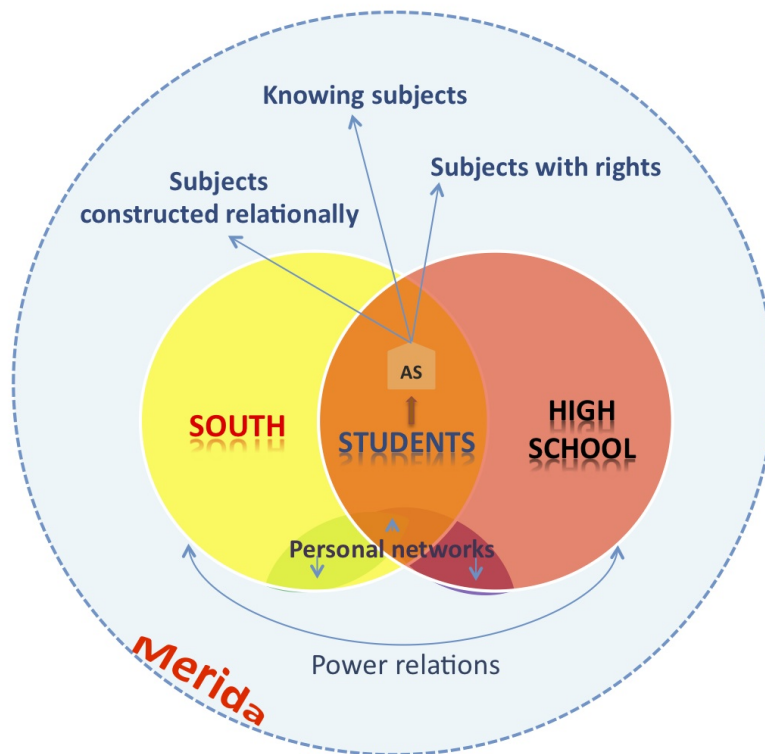 Knowing subjects
Subjects
constructed relationally
Subjects with rights
AS
SOUTH
STUDENTS
HIGH
SCHOOL
Personal networks
Power relations
Merida